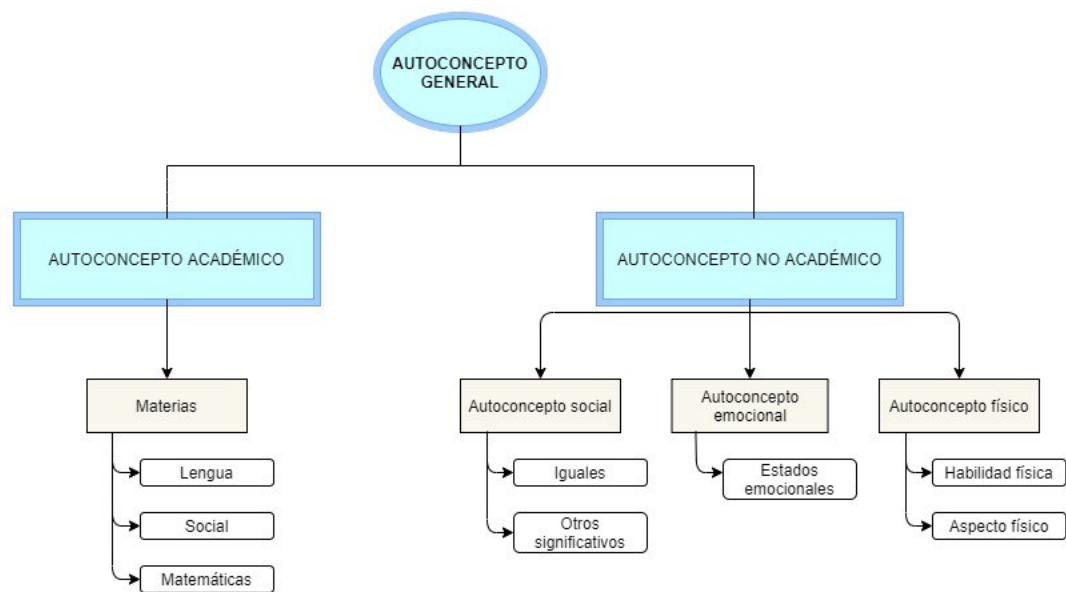 AUTOCONCEPTO
GENERAL
AUTOCONCEPTO ACADÉMICO
AUTOCONCEPTO NO ACADÉMICO
Materias
Lengua
Social
Matemáticas
Autoconcepto social
Iguales
Otros
significativos
Autoconcepto
emocional
Estados
emocionales
Autoconcepto físico
Habilidad física
Aspecto físico